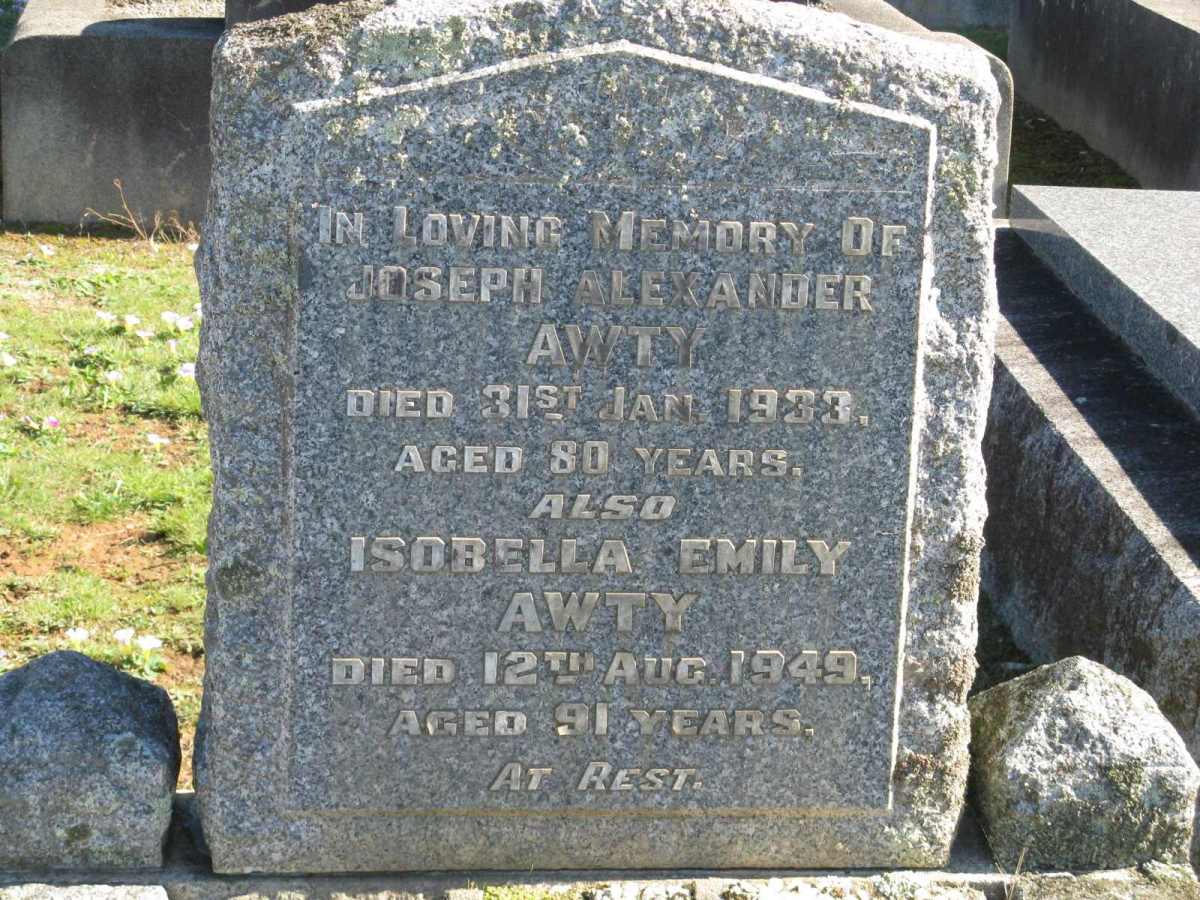 IN LOVING MEMORY OF
JOSEPH ALEXANDER
AWTY
DIED 31ST JAN. 1933,
AGED 80 YEARS.
ALSO
ISOBELLA EMILY
AWTY
DIED 12TH AUG. 1949,
AGED 91 YEARS.
AT REST.